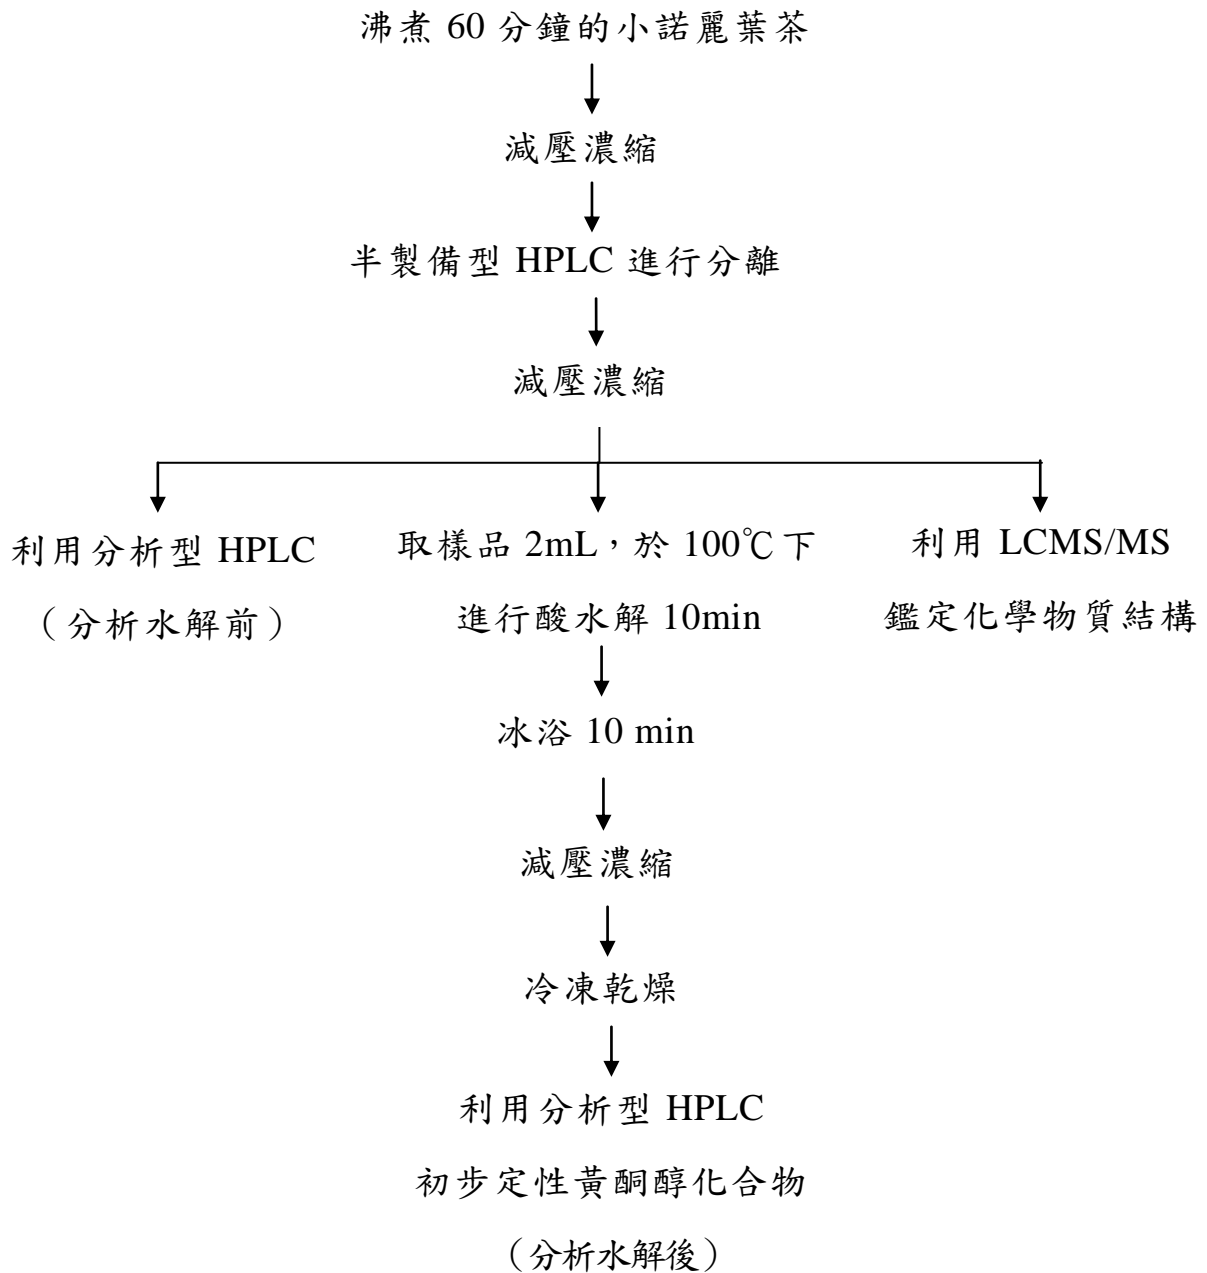 沸煮 60 分鐘的小諾麗葉茶
減壓濃縮
半製備型 HPLC 進行分離
減壓濃縮
利用分析型 HPLC
（分析水解前）
取樣品 2mL，於 100℃下
進行酸水解 10min
利用 LCMS/MS
鑑定化學物質結構
冰浴 10 min
減壓濃縮
冷凍乾燥
利用分析型 HPLC
初步定性黃酮醇化合物
（分析水解後）